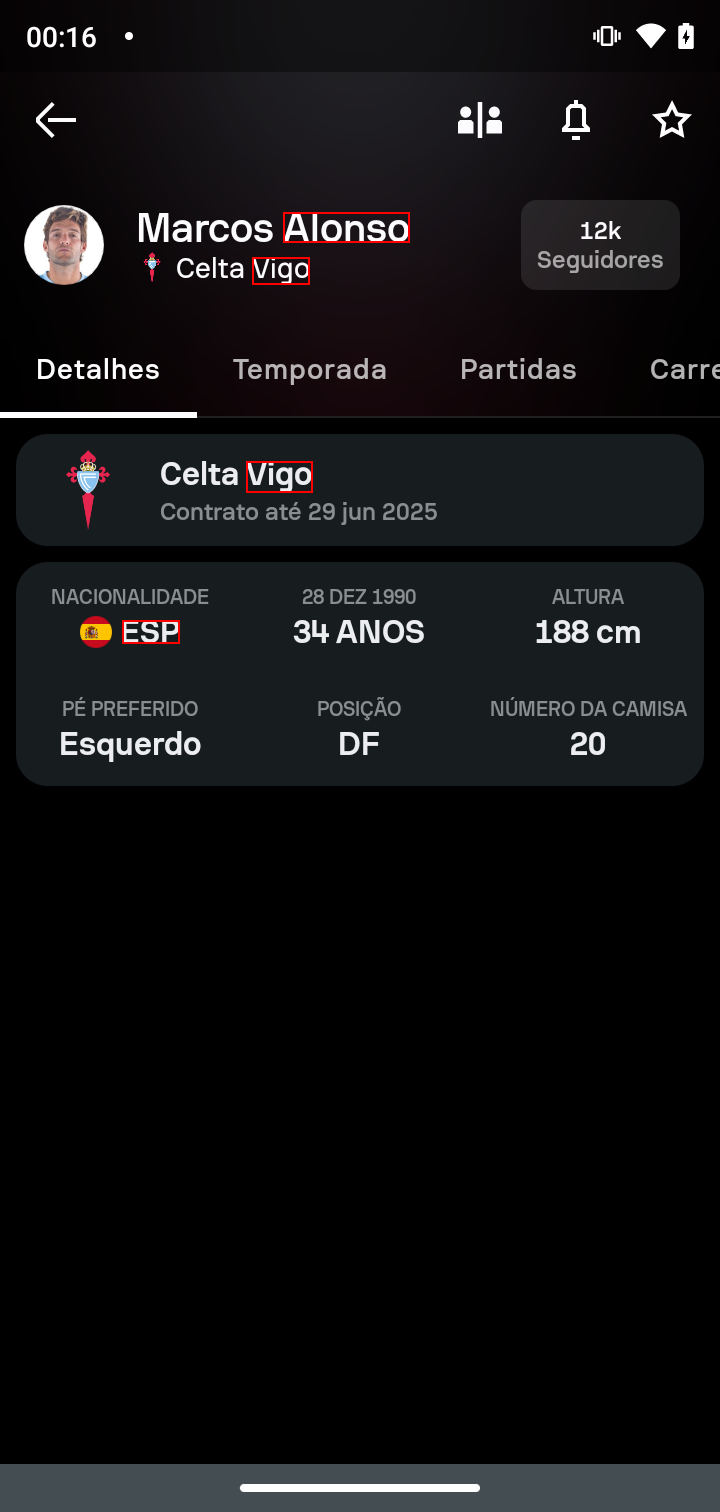 00:16
Marcos Alonso
Celta Vigo
12k
Seguidores
Detalhes Temporada Partidas Carre
Celta Vigo
Contrato até 29 jun 2025
NACIONALIDADE 28 DEZ 1990 ALTURA
ESP 34 ANOS 188 cm
PÉ PREFERIDO POSIÇÃO NÚMERO DA CAMISA
Esquerdo DF 20